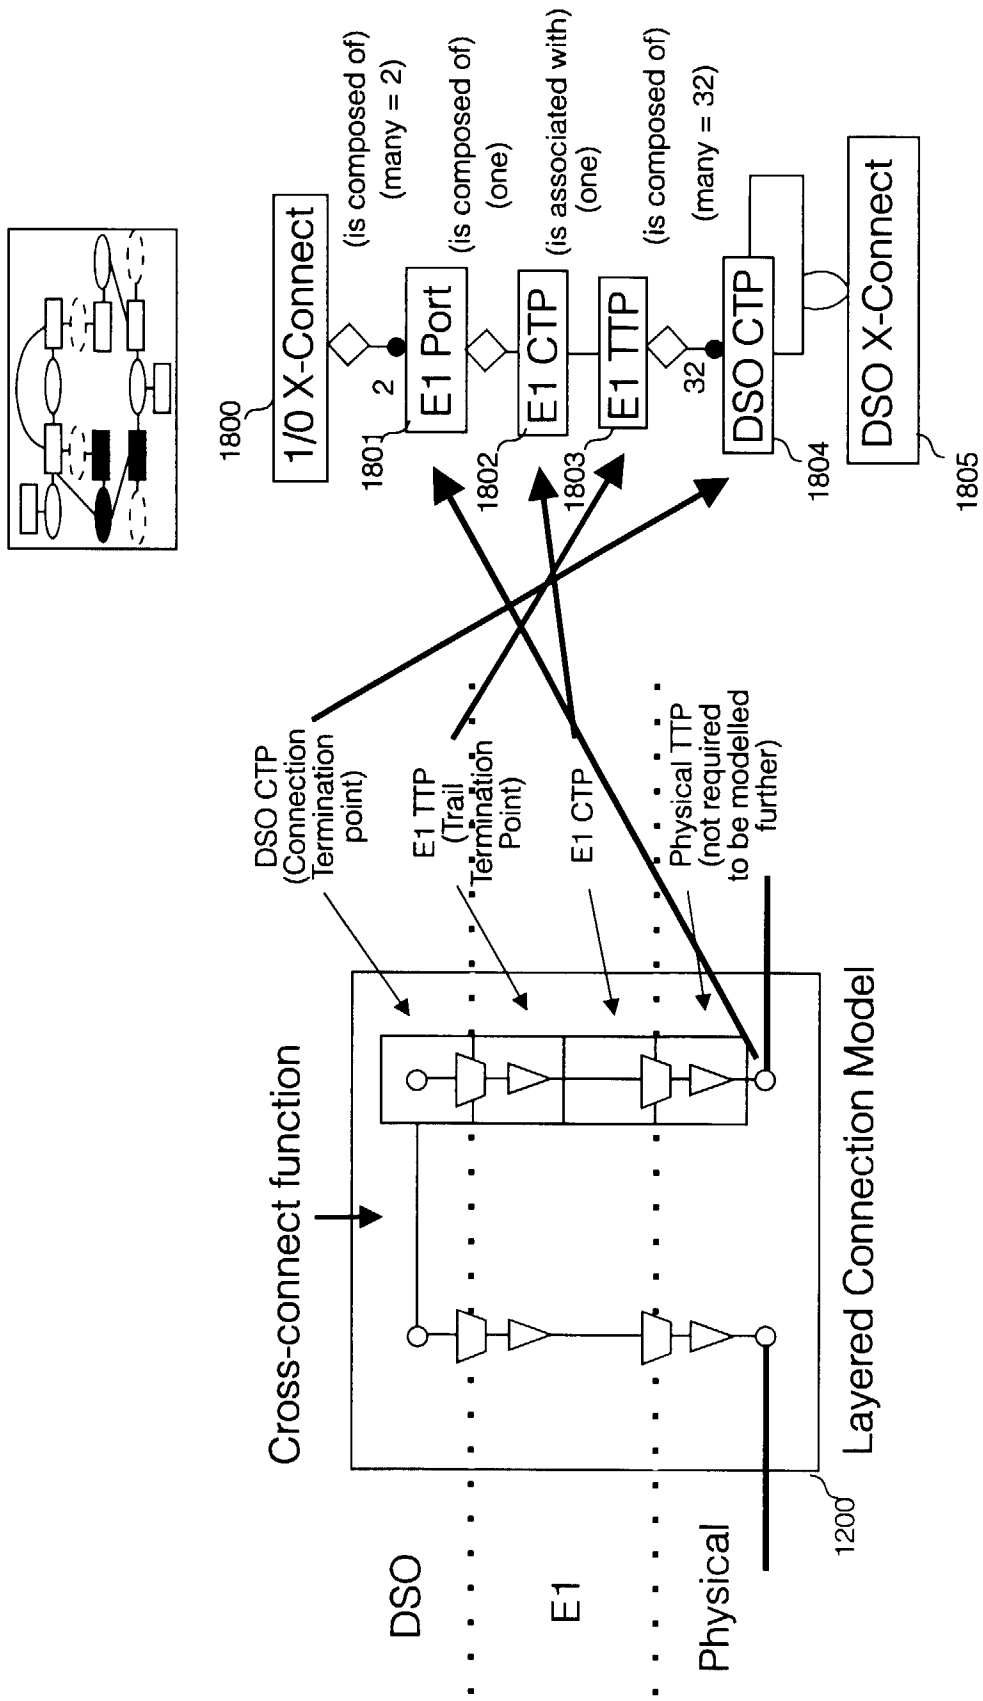 Cross-connect function
DSO
E1
Physical
1200
Layered Connection Model
DSO CTP
(Connection
Termination
point)
E1 TTP
(Trail
Termination
Point)
E1 CTP
Physical TTP
(not required
to be modelled
further)
1800
1/0 X-Connect
(is composed of)
(many = 2)
2
1801
E1 Port
(is composed of)
(one)
1802
E1 CTP
(is associated with)
(one)
1803
E1 TTP
(is composed of)
(many = 32)
32
DSO CTP
1804
DSO X-Connect
1805